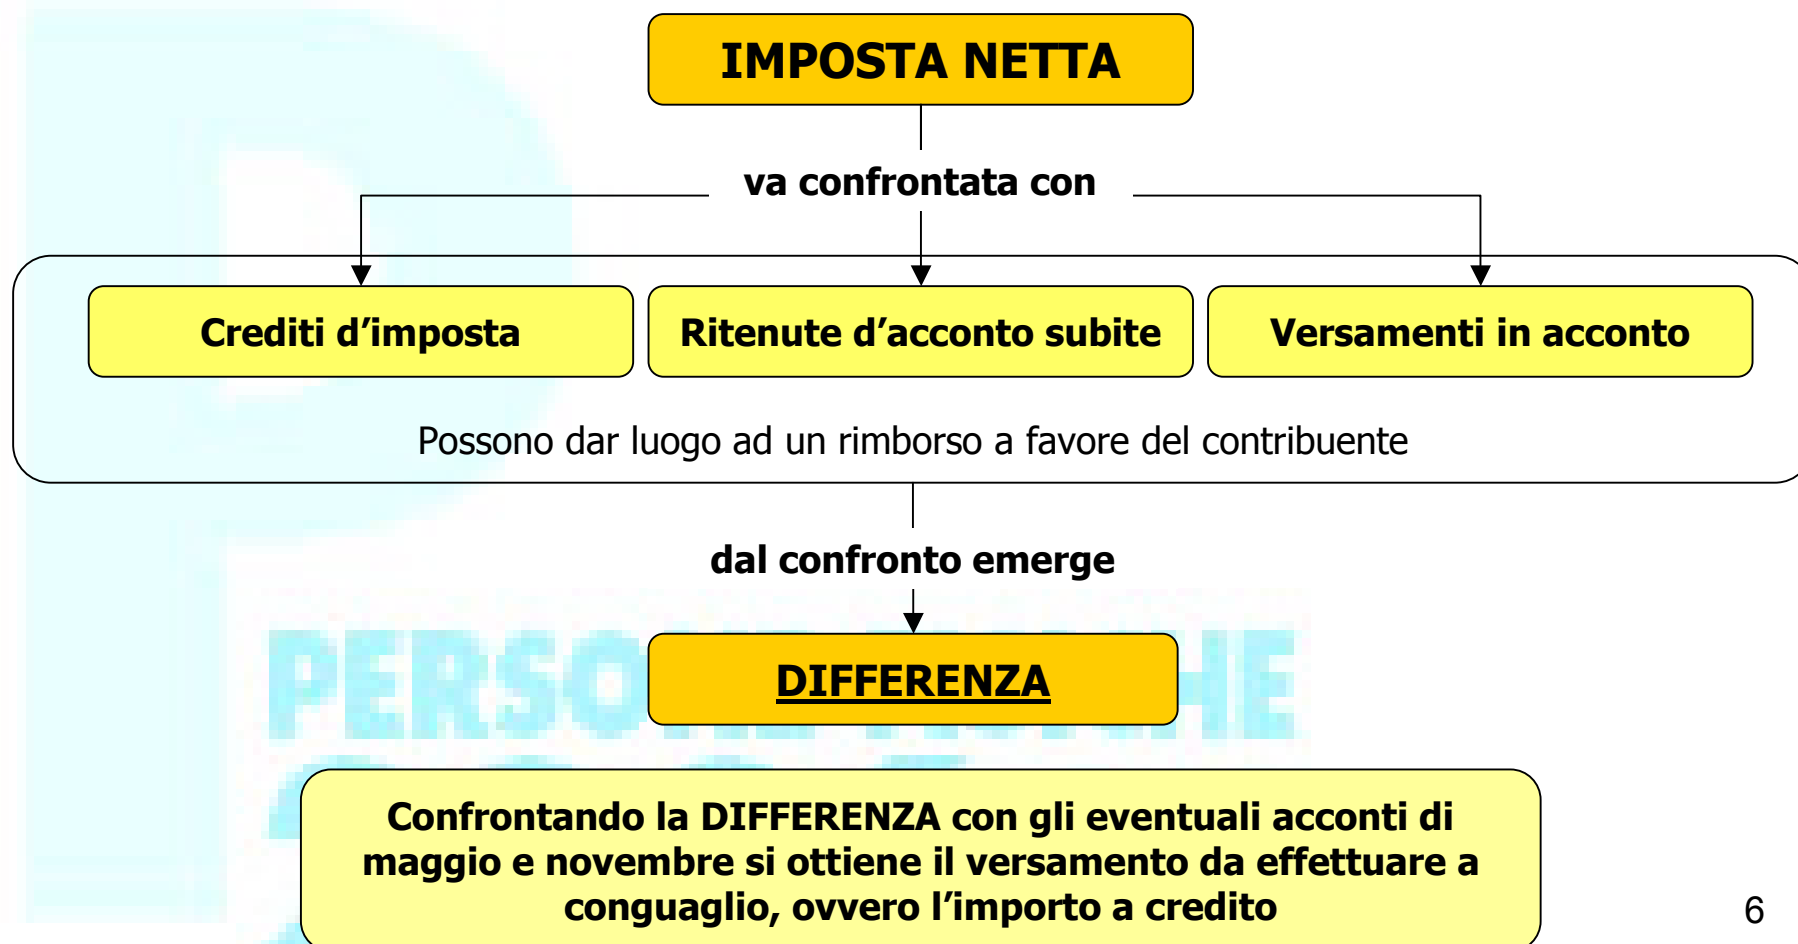 IMPOSTA NETTA
va confrontata con
Crediti d’imposta
Ritenute d’acconto subite
Versamenti in acconto
Possono dar luogo ad un rimborso a favore del contribuente
dal confronto emerge
PERSO
HE
DIFFERENZA
Confrontando la DIFFERENZA con gli eventuali acconti di
maggio e novembre si ottiene il versamento da effettuare a
conguaglio, ovvero l’importo a credito
6